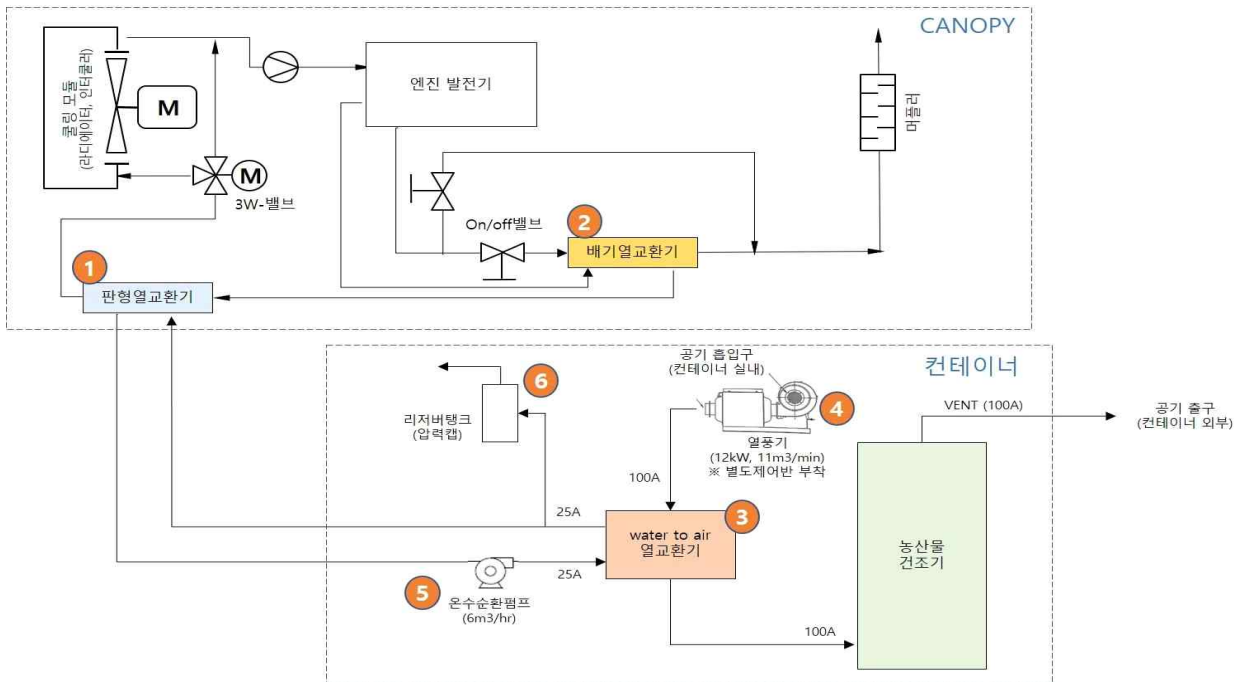 CANOPY
쿨링 모듈
(라디에이터, 인터쿨러)
M
엔진 발전기
머플러
M
3W-밸브
On/off밸브
2
배기열교환기
1
판형열교환기
컨테이너
공기 흡입구
(컨테이너 실내)
6
4
VENT (100A)
공기 출구
(컨테이너 외부)
리저버탱크
(압력캡)
열풍기
(12kW, 11m3/min)
※ 별도제어반 부착
100A
25A
3
water to air
열교환기
농산물
건조기
5
25A
온수순환펌프
(6m3/hr)
100A